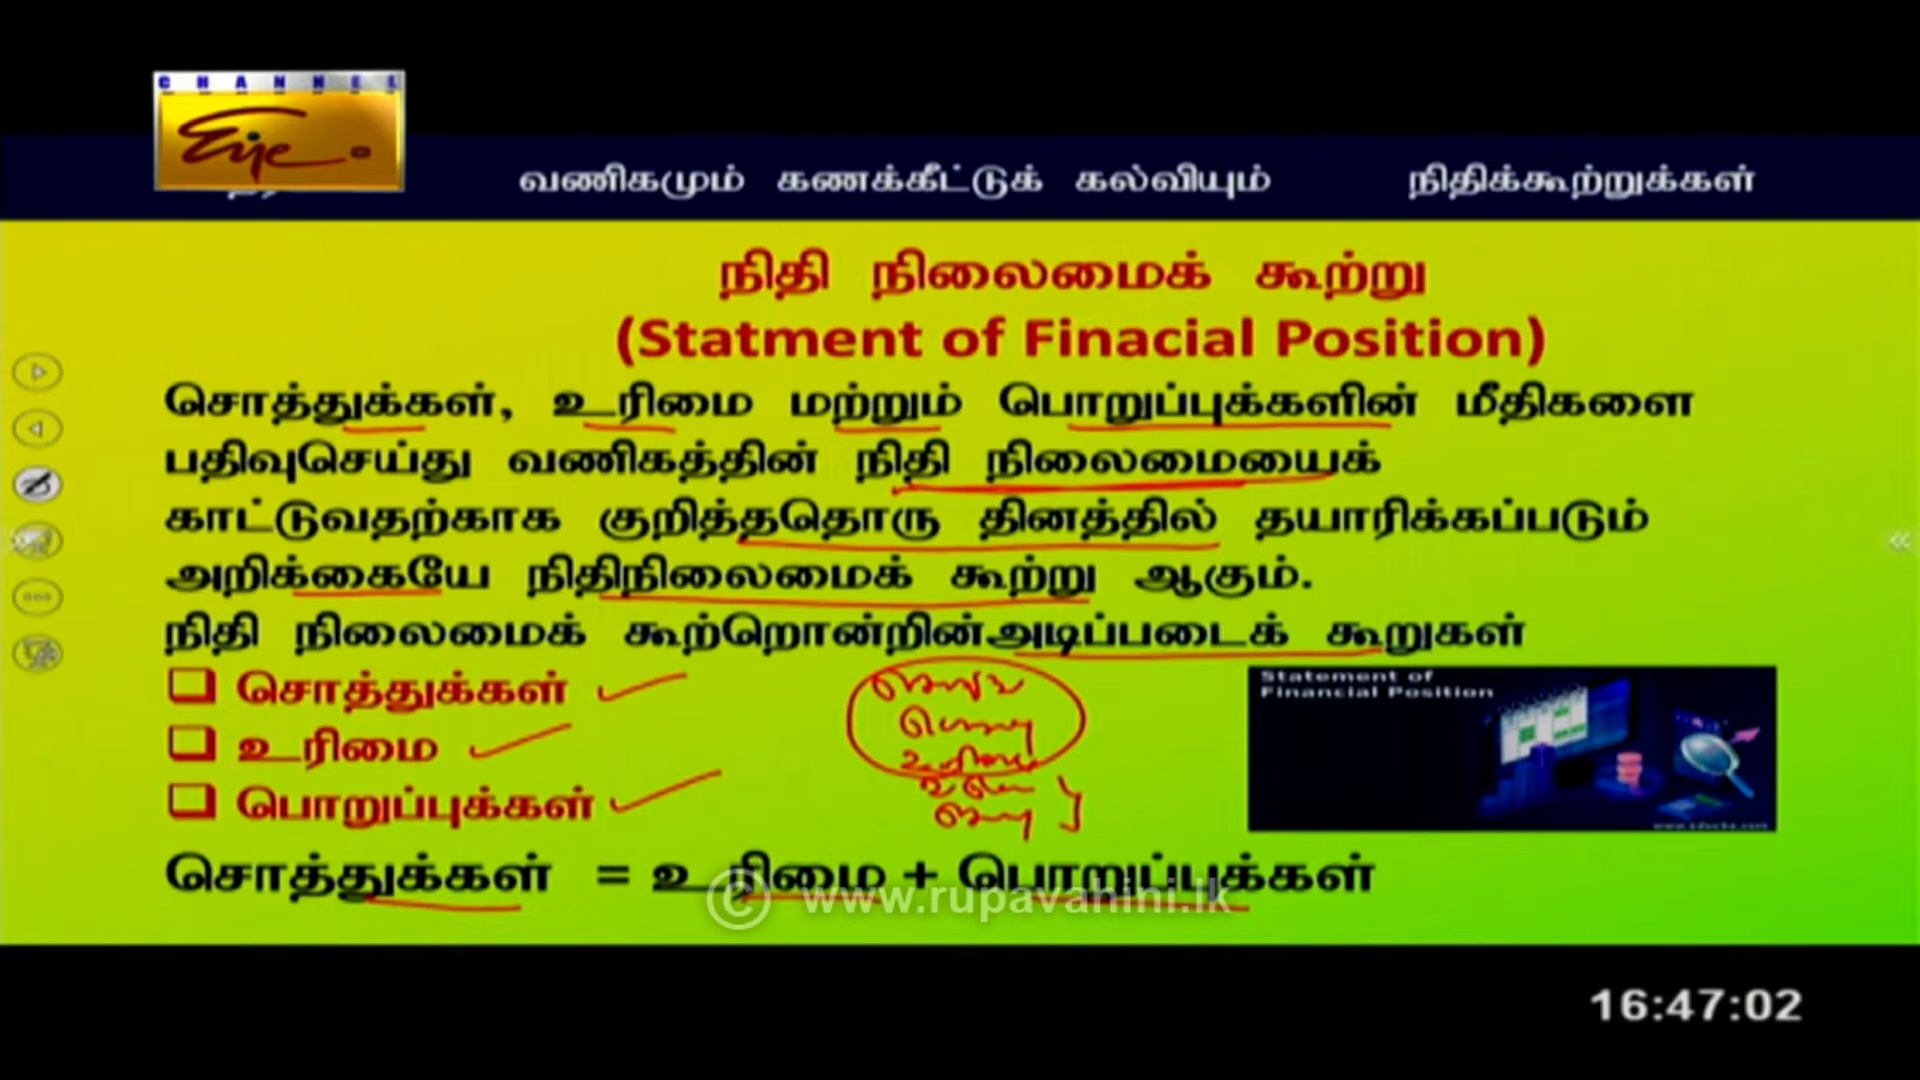 CHANNEL
Eye
வணிகமும் கணக்கீட்டுக் கல்வியும் நிதிக்கூற்றுக்கள்
நிதி நிலைமைக் கூற்று
(Statment of Finacial Position)
சொத்துக்கள், உரிமை மற்றும் பொறுப்புக்களின் மீதிகளை
பதிவுசெய்து வணிகத்தின் நிதி நிலைமையைக்
காட்டுவதற்காக குறித்ததொரு தினத்தில் தயாரிக்கப்படும்
அறிக்கையே நிதிநிலைமைக் கூற்று ஆகும்.
நிதி நிலைமைக் கூற்றொன்றின்அடிப்படைக் கூறுகள்
சொத்துக்கள்
உரிமை
பொறுப்புக்கள்
Statement of
Financial Position
சொத்துக்கள் = உரிமை + பொறுப்புக்கள்
© www.rupavahini.lk
16:47:02